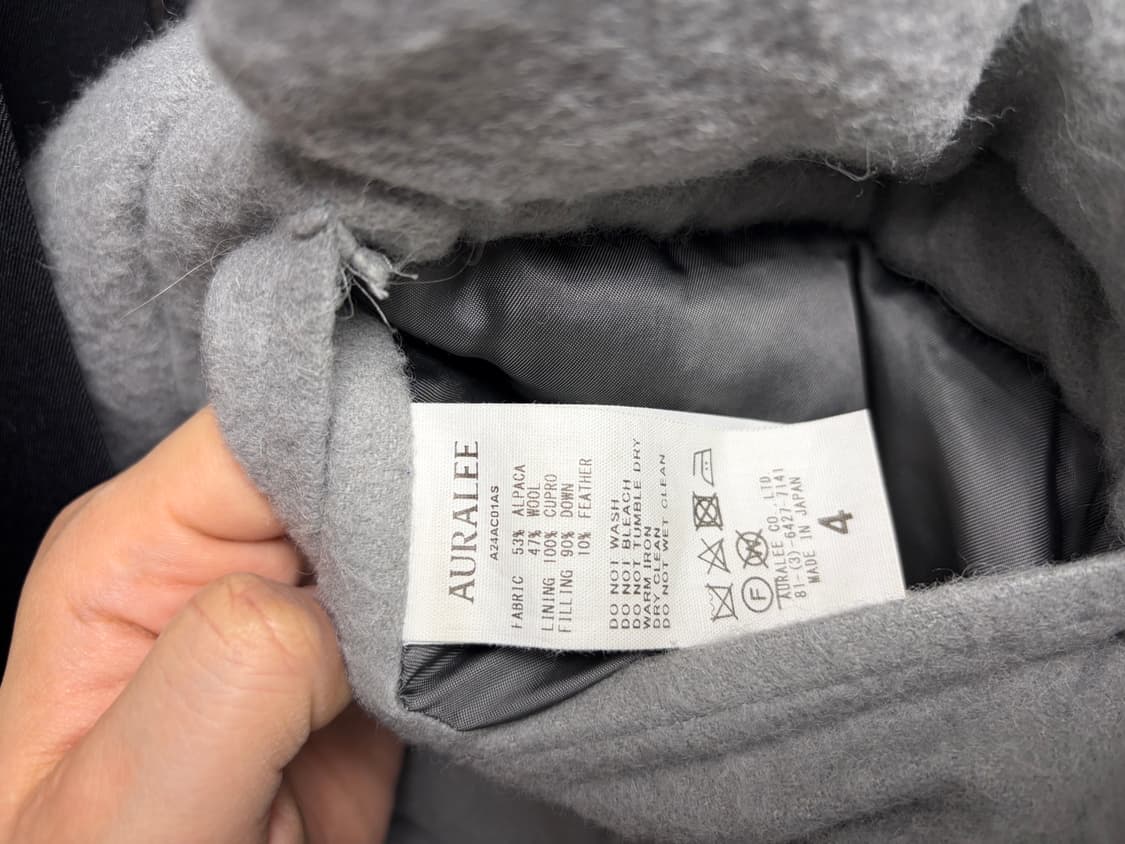 AURALEE
A24AC01AS
FABRIC 53% ALPACA
47% WOOL
LINING 100% CUPRO
FILLING 90% DOWN
10% FEATHER
DO NOT WASH
DO NOT BLEACH
DO NOT TUMBLE DRY
WARM IRON
DRY CLEAN
DO NOT WET CLEAN
F W
AURALEE CO., LTD.
81-(3)-6427-7141
MADE IN JAPAN
4